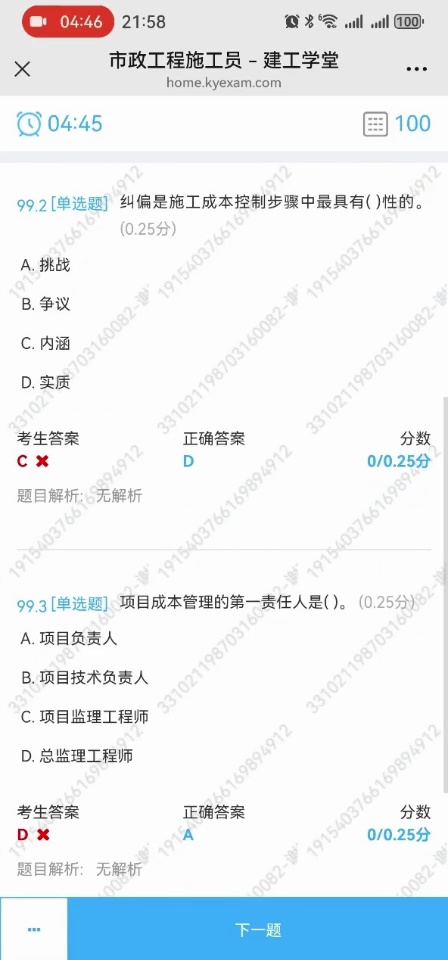 04:46 21:58 6 100
市政工程施工员 - 建工学堂
home.kyexam.com
04:45 100
99.2 [单选题] 纠偏是施工成本控制步骤中最具有( )性的。
(0.25分)
A. 挑战
B. 争议
C. 内涵
D. 实质
考生答案 正确答案 分数
C D 0/0.25分
题目解析: 无解析
99.3 [单选题] 项目成本管理的第一责任人是( )。 (0.25分)
A. 项目负责人
B. 项目技术负责人
C. 项目监理工程师
D. 总监理工程师
考生答案 正确答案 分数
D A 0/0.25分
题目解析: 无解析
下一题